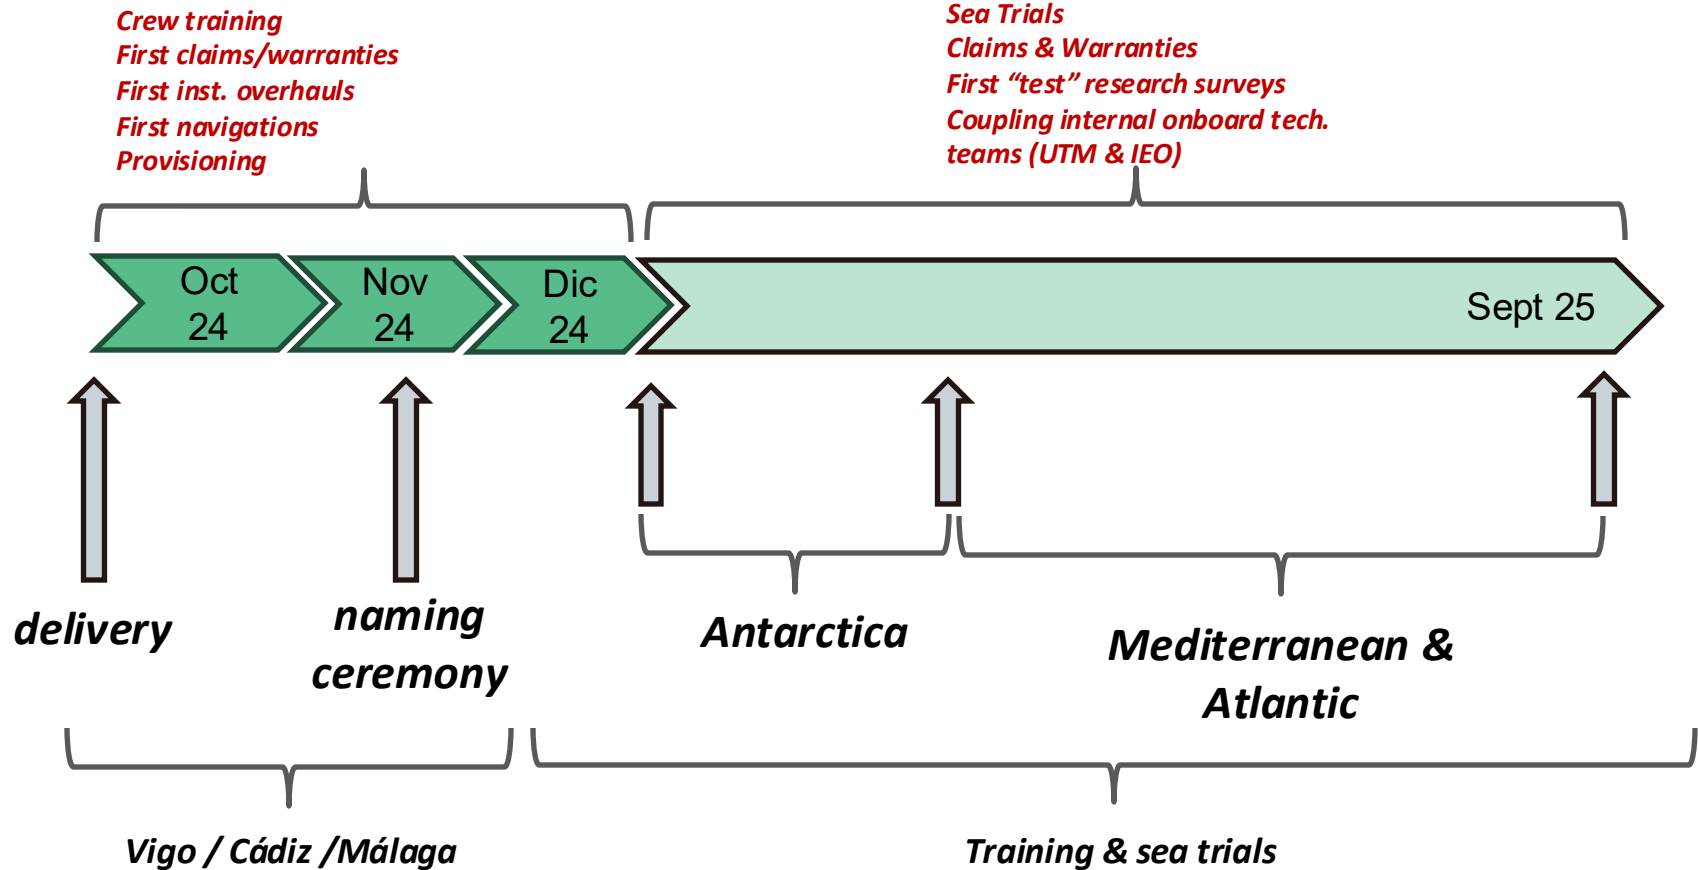 Crew training
First claims/warranties
First inst. overhauls
First navigations
Provisioning
Sea Trials
Claims & Warranties
First “test” research surveys
Coupling internal onboard tech.
teams (UTM & IEO)
Oct
24
Nov
24
Dic
24
Sept 25
delivery
naming
ceremony
Antarctica
Mediterranean &
Atlantic
Vigo / Cádiz /Málaga
Training & sea trials